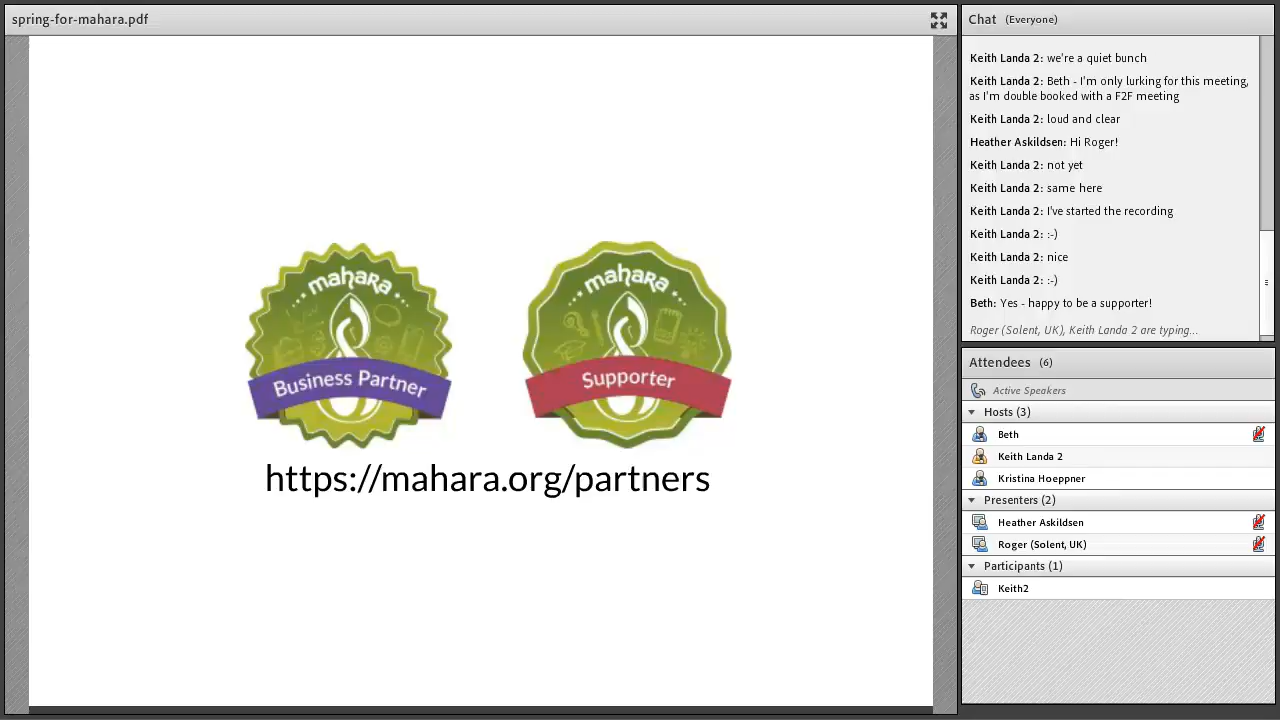 spring-for-mahara.pdf
mahara
Business Partner
mahara
Supporter
https://mahara.org/partners
Chat (Everyone)
Keith Landa 2: we're a quiet bunch
Keith Landa 2: Beth - I'm only lurking for this meeting,
as I'm double booked with a F2F meeting
Keith Landa 2: loud and clear
Heather Askildsen: Hi Roger!
Keith Landa 2: not yet
Keith Landa 2: same here
Keith Landa 2: I've started the recording
Keith Landa 2: :-)
Keith Landa 2: nice
Keith Landa 2: :-)
Beth: Yes - happy to be a supporter!
Roger (Solent, UK), Keith Landa 2 are typing...
Attendees (6)
Active Speakers
Hosts (3)
Beth
Keith Landa 2
Kristina Hoeppner
Presenters (2)
Heather Askildsen
Roger (Solent, UK)
Participants (1)
Keith2